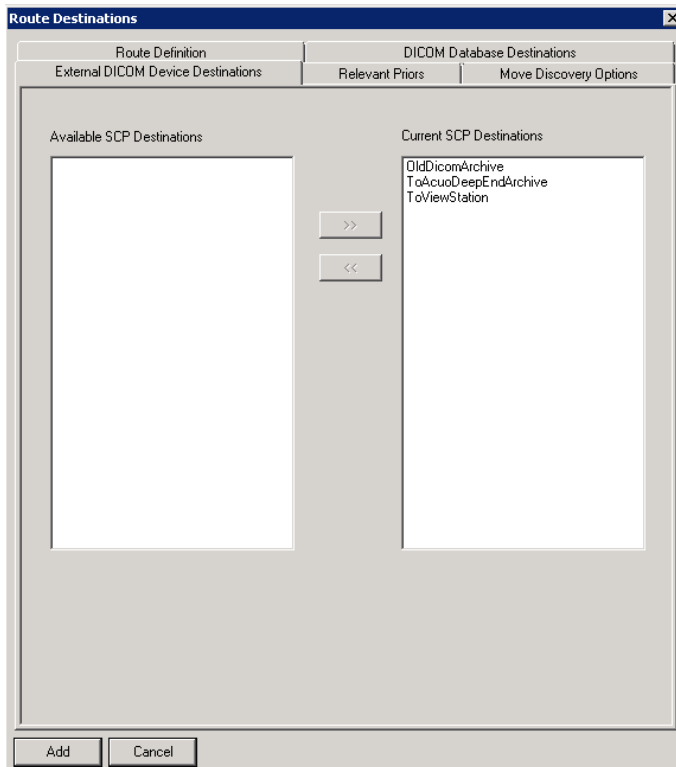 Route Destinations
Route Definition
DICOM Database Destinations
External DICOM Device Destinations
Relevant Priors
Move Discovery Options
Available SCP Destinations
Current SCP Destinations
OldDicomArchive
ToAcuoDeepEndArchive
ToViewStation
>>
<<
Add
Cancel